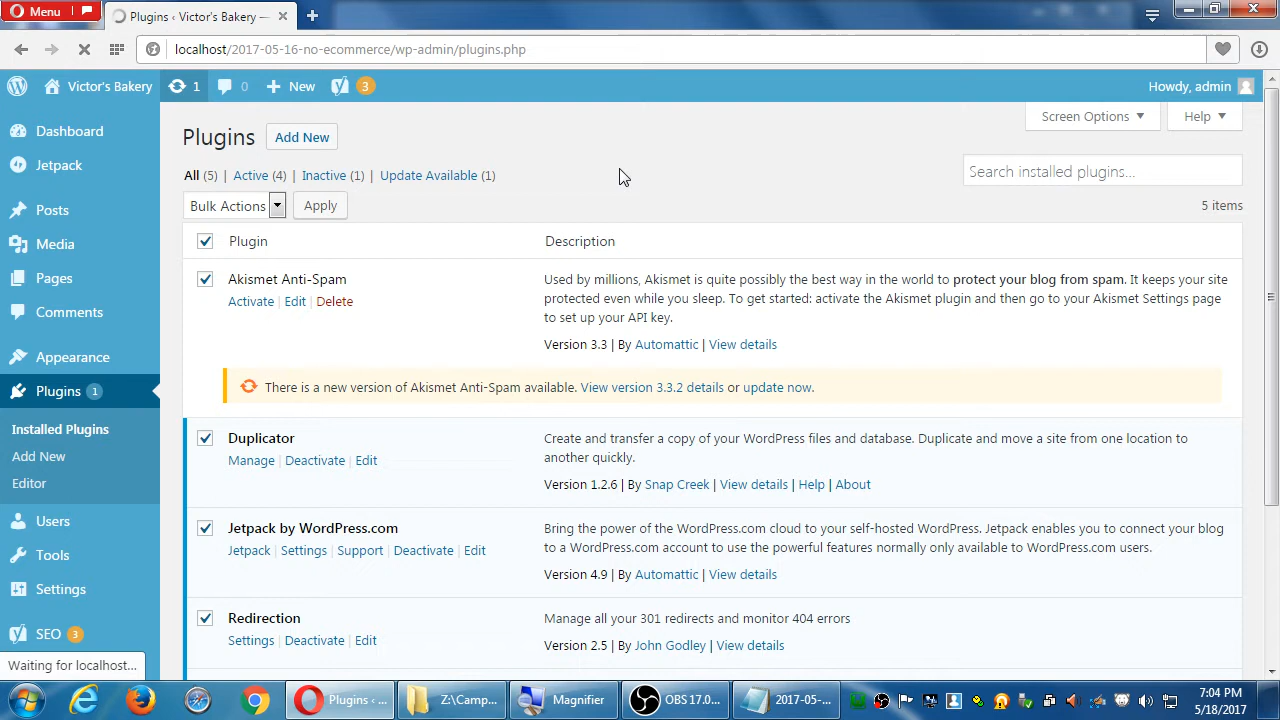 Menu
Plugins ‹ Victor's Bakery —
localhost/2017-05-16-no-ecommerce/wp-admin/plugins.php
Victor's Bakery 1 0 New 3 Howdy, admin
Screen Options Help
Dashboard
Jetpack
Posts
Media
Pages
Comments
Appearance
Plugins 1
Installed Plugins
Add New
Editor
Users
Tools
Settings
SEO 3
Waiting for localhost...
Plugins Add New
All (5) | Active (4) | Inactive (1) | Update Available (1)
Search installed plugins...
Bulk Actions Apply 5 items
Plugin Description
Akismet Anti-Spam
Activate | Edit | Delete
Used by millions, Akismet is quite possibly the best way in the world to protect your blog from spam. It keeps your site
protected even while you sleep. To get started: activate the Akismet plugin and then go to your Akismet Settings page
to set up your API key.
Version 3.3 | By Automattic | View details
There is a new version of Akismet Anti-Spam available. View version 3.3.2 details or update now.
Duplicator
Manage | Deactivate | Edit
Create and transfer a copy of your WordPress files and database. Duplicate and move a site from one location to
another quickly.
Version 1.2.6 | By Snap Creek | View details | Help | About
Jetpack by WordPress.com
Jetpack | Settings | Support | Deactivate | Edit
Bring the power of the WordPress.com cloud to your self-hosted WordPress. Jetpack enables you to connect your blog
to a WordPress.com account to use the powerful features normally only available to WordPress.com users.
Version 4.9 | By Automattic | View details
Redirection
Settings | Deactivate | Edit
Manage all your 301 redirects and monitor 404 errors
Version 2.5 | By John Godley | View details
Plugins ‹ ...
Z:\Camp...
Magnifier
OBS 17.0....
2017-05-...
7:04 PM
5/18/2017